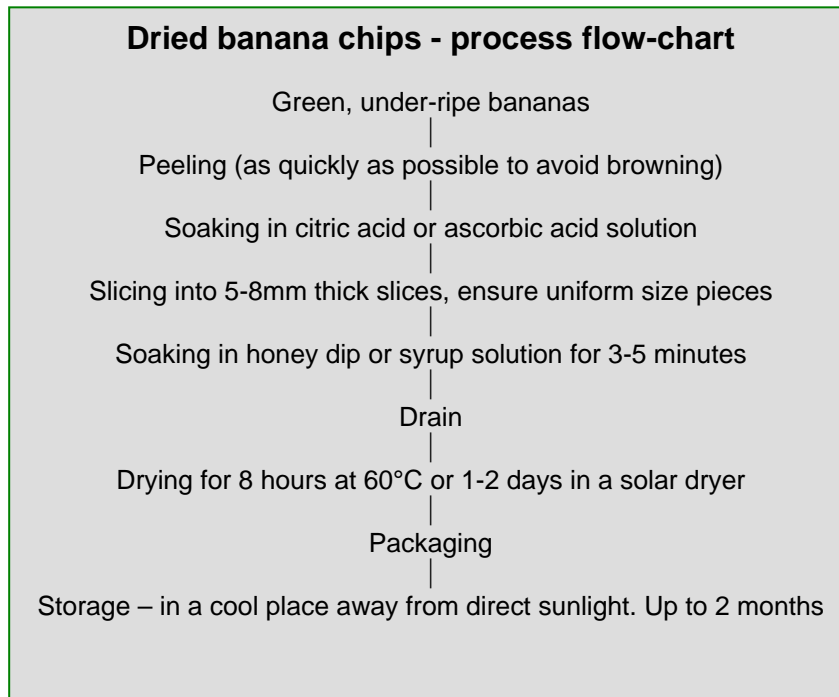 Dried banana chips - process flow-chart
Green, under-ripe bananas
Peeling (as quickly as possible to avoid browning)
Soaking in citric acid or ascorbic acid solution
Slicing into 5-8mm thick slices, ensure uniform size pieces
Soaking in honey dip or syrup solution for 3-5 minutes
Drain
Drying for 8 hours at 60°C or 1-2 days in a solar dryer
Packaging
Storage – in a cool place away from direct sunlight. Up to 2 months